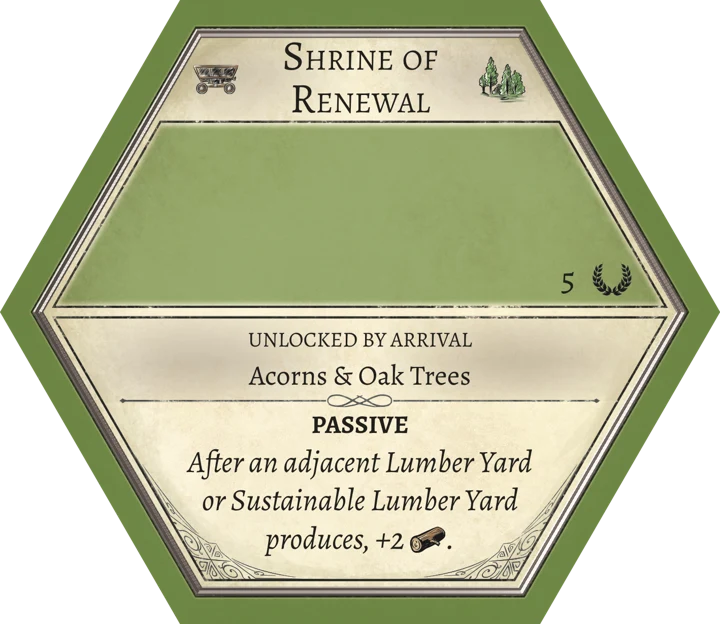 Shrine of
Renewal
5
UNLOCKED BY ARRIVAL
Acorns & Oak Trees
PASSIVE
After an adjacent Lumber Yard
or Sustainable Lumber Yard
produces, +2 .